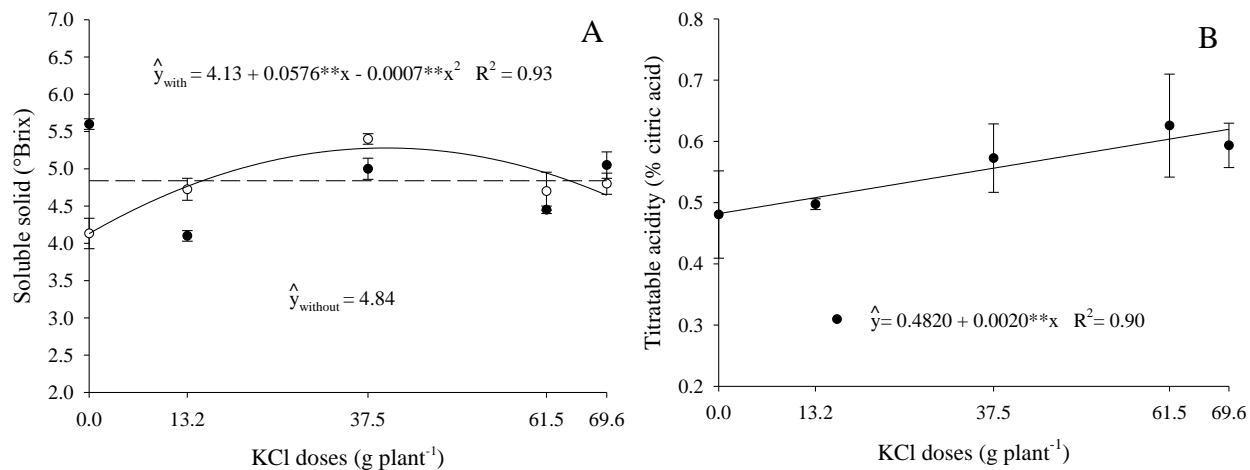 A
ŷwith = 4.13 + 0.0576**x - 0.0007**x² R² = 0.93
ŷwithout = 4.84
Soluble solid (°Brix)
7.0
6.5
6.0
5.5
5.0
4.5
4.0
3.5
3.0
2.5
2.0
0.0 13.2 37.5 61.5 69.6
KCl doses (g plant⁻¹)
B
ŷ= 0.4820 + 0.0020**x R²= 0.90
Titratable acidity (% citric acid)
0.8
0.7
0.6
0.5
0.4
0.3
0.2
0.0 13.2 37.5 61.5 69.6
KCl doses (g plant⁻¹)